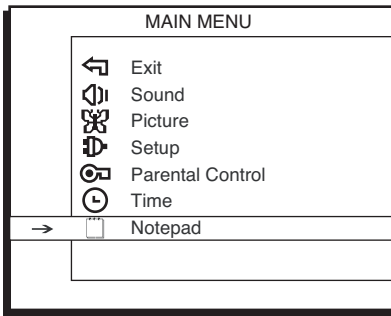 MAIN MENU
Exit
Sound
Picture
Setup
Parental Control
Time
Notepad